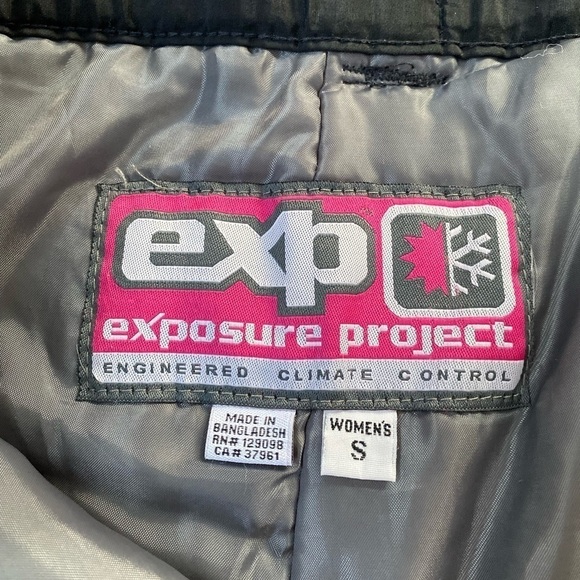 exp
exposure project
ENGINEERED CLIMATE CONTROL
MADE IN
BANGLADESH
RN# 129098
CA# 37961
WOMEN'S
S